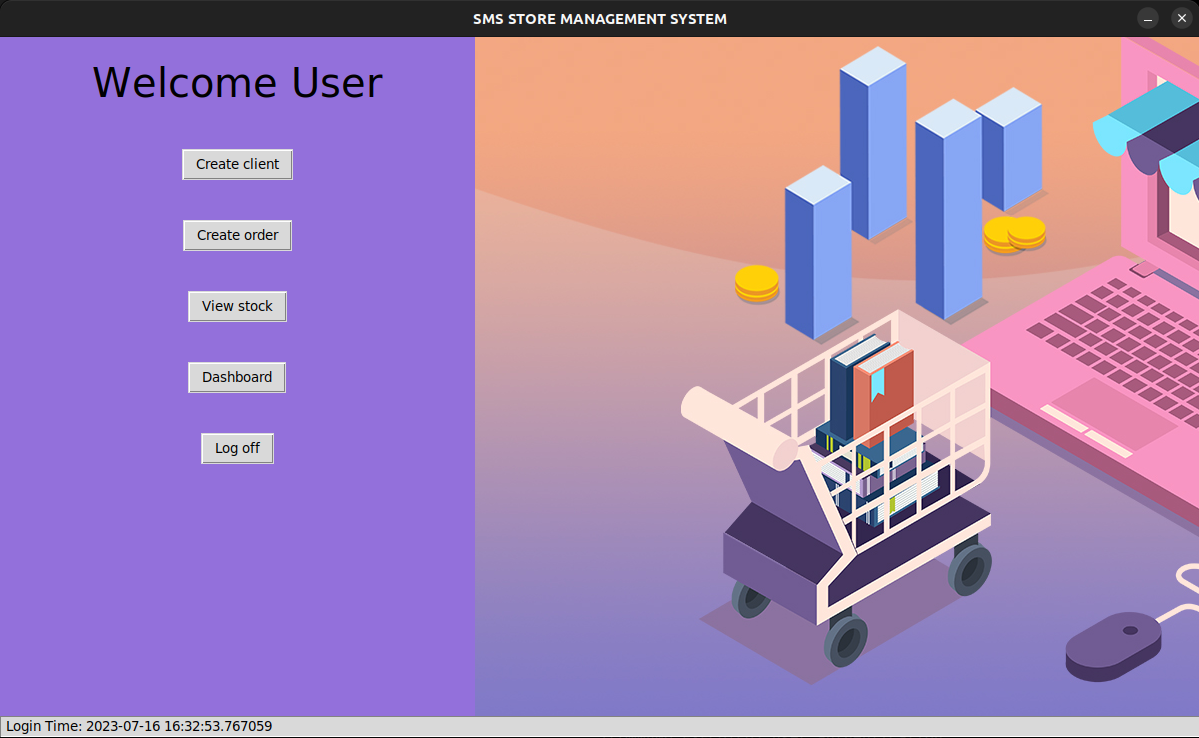 SMS STORE MANAGEMENT SYSTEM
Welcome User
Create client
Create order
View stock
Dashboard
Log off
Login Time: 2023-07-16 16:32:53.767059